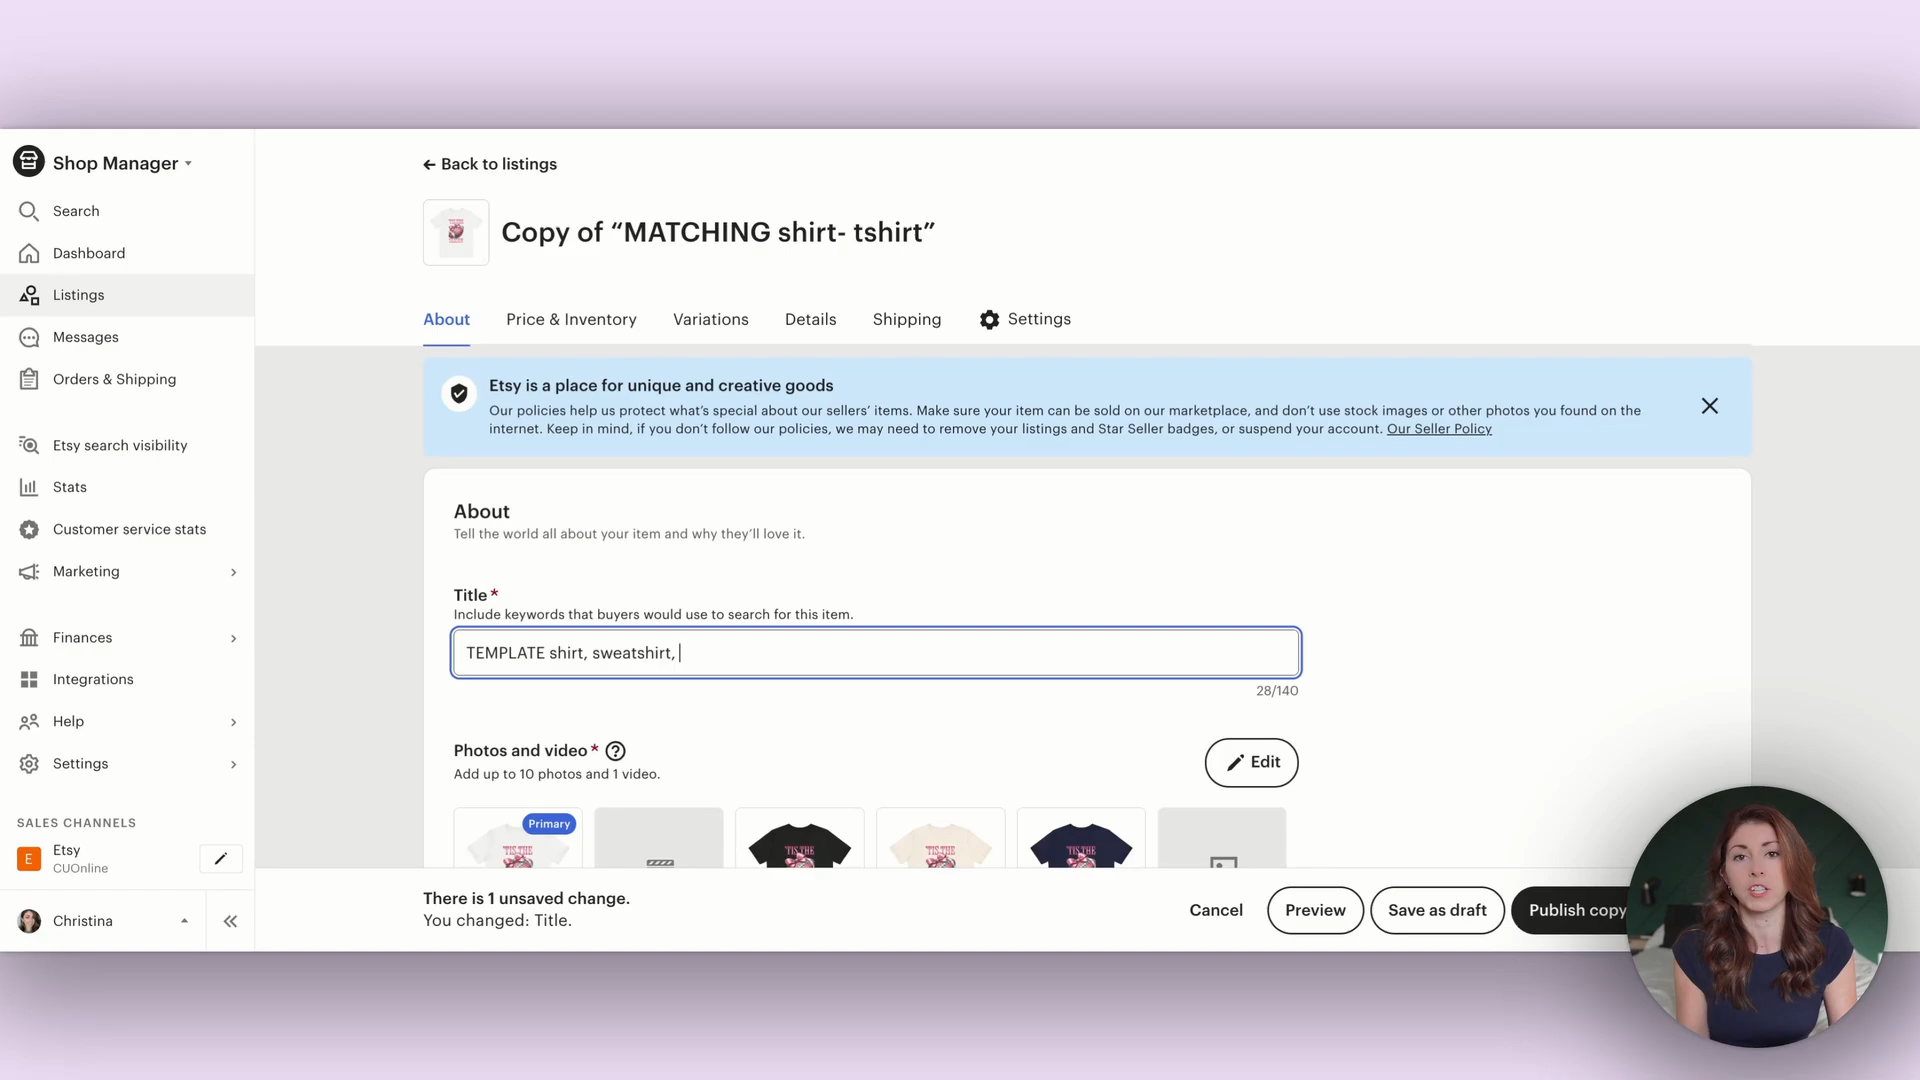 Shop Manager
Search
Dashboard
Listings
Messages
Orders & Shipping
Etsy search visibility
Stats
Customer service stats
Marketing
Finances
Integrations
Help
Settings
SALES CHANNELS
E
Etsy
CUOnline
Christina
Back to listings
Copy of “MATCHING shirt- tshirt”
About
Price & Inventory
Variations
Details
Shipping
Settings
Etsy is a place for unique and creative goods
Our policies help us protect what’s special about our sellers’ items. Make sure your item can be sold on our marketplace, and don’t use stock images or other photos you found on the
internet. Keep in mind, if you don’t follow our policies, we may need to remove your listings and Star Seller badges, or suspend your account. Our Seller Policy
About
Tell the world all about your item and why they’ll love it.
Title*
Include keywords that buyers would use to search for this item.
TEMPLATE shirt, sweatshirt,
28/140
Photos and video*
Add up to 10 photos and 1 video.
Edit
Primary
'TIS THE
'TIS THE
'TIS THE
'TIS THE
There is 1 unsaved change.
You changed: Title.
Cancel
Preview
Save as draft
Publish copy